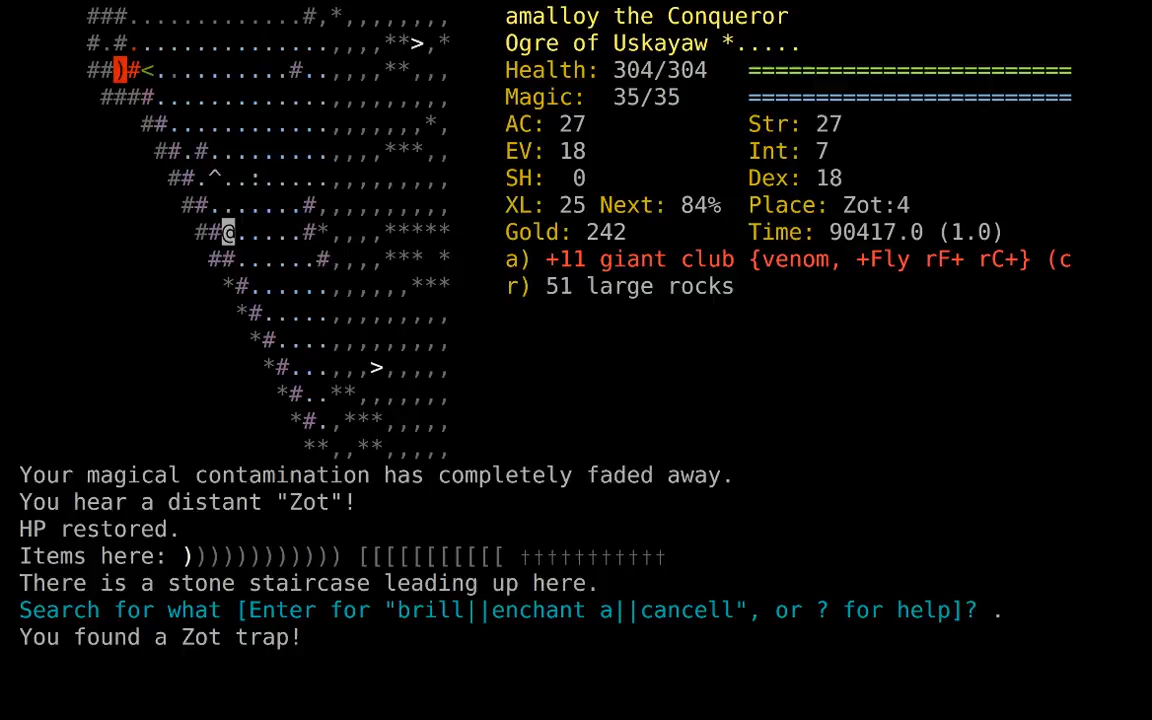 ###.............#,*,,,,,,,, amalloy the Conqueror
#.#................,,,,**>,* Ogre of Uskayaw *.....
##)#<..........#..,,,,**,,, Health: 304/304 ========================
####.............,,,,,,,,, Magic:  35/35 ========================
##............,,,,,,,*, AC: 27 Str: 27
##.#.........,,,,***,, EV: 18 Int: 7
##.^..:.....,,,,,,,,, SH:  0 Dex: 18
##.......#,,,,,,,,,, XL: 25 Next: 84% Place: Zot:4
##@.....#*,,,,***** Gold: 242 Time: 90417.0 (1.0)
##......#,,,,*** * a) +11 giant club {venom, +Fly rF+ rC+} (c
*#......,,,,,,*** r) 51 large rocks
*#.....,,,,,,,,,
*#....,,,,,,,,,
*#...,,,>,,,,,
*#..**,,,,,,,
*#.,***,,,,,
**,,**,,,,,
Your magical contamination has completely faded away.
You hear a distant "Zot"!
HP restored.
Items here: )))))))))))) [[[[[[[[[[[ †††††††††††
There is a stone staircase leading up here.
Search for what [Enter for "brill||enchant a||cancell", or ? for help]? .
You found a Zot trap!